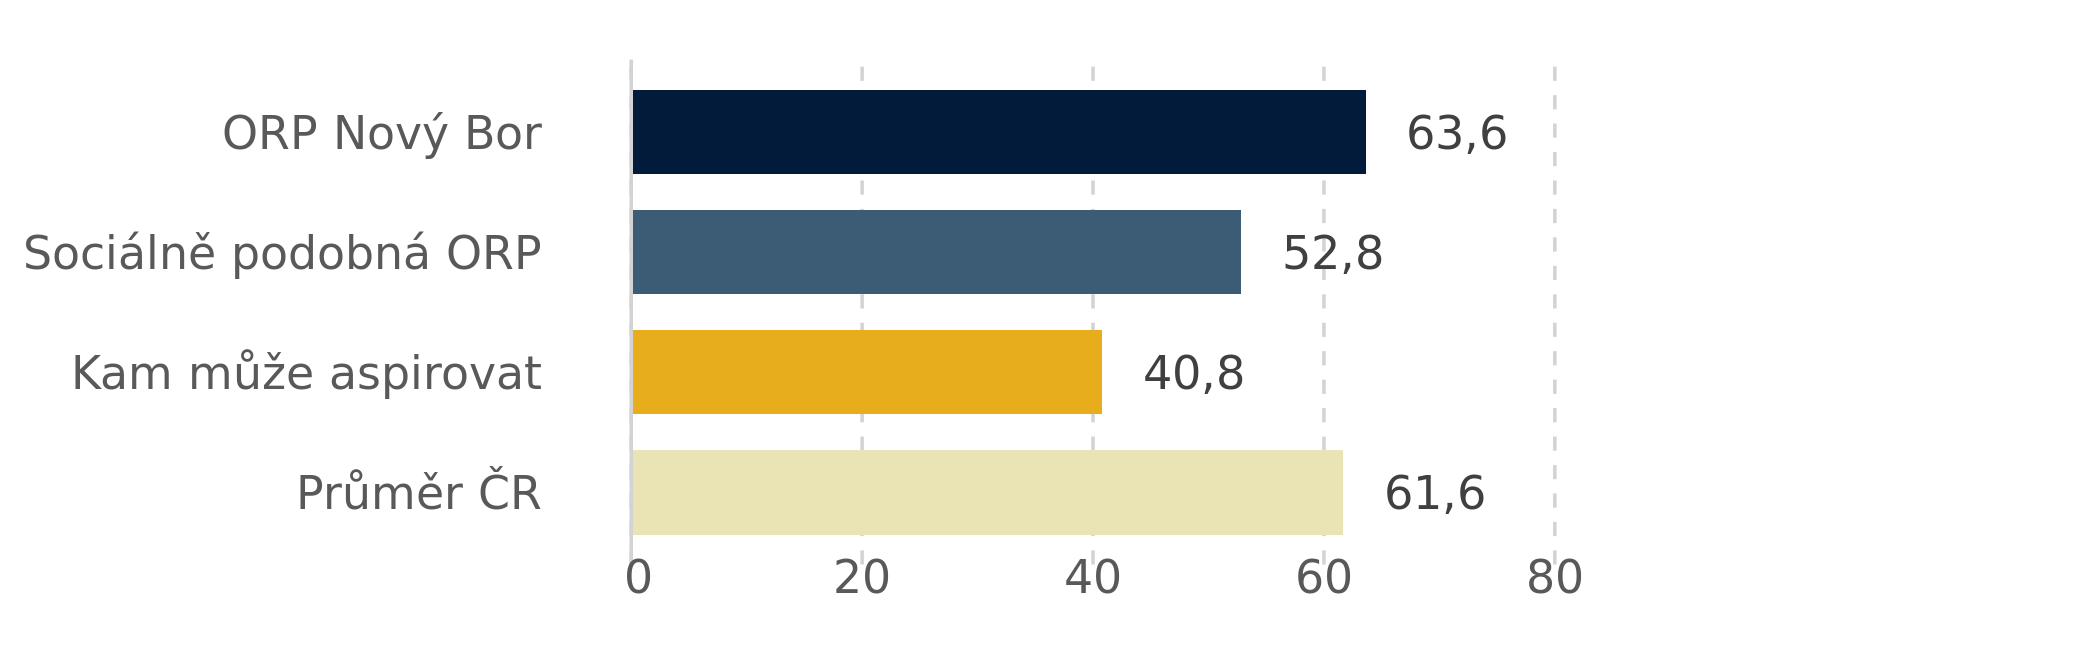 ORP Nový Bor 63,6
Sociálně podobná ORP 52,8
Kam může aspirovat 40,8
Průměr ČR 61,6
0 20 40 60 80